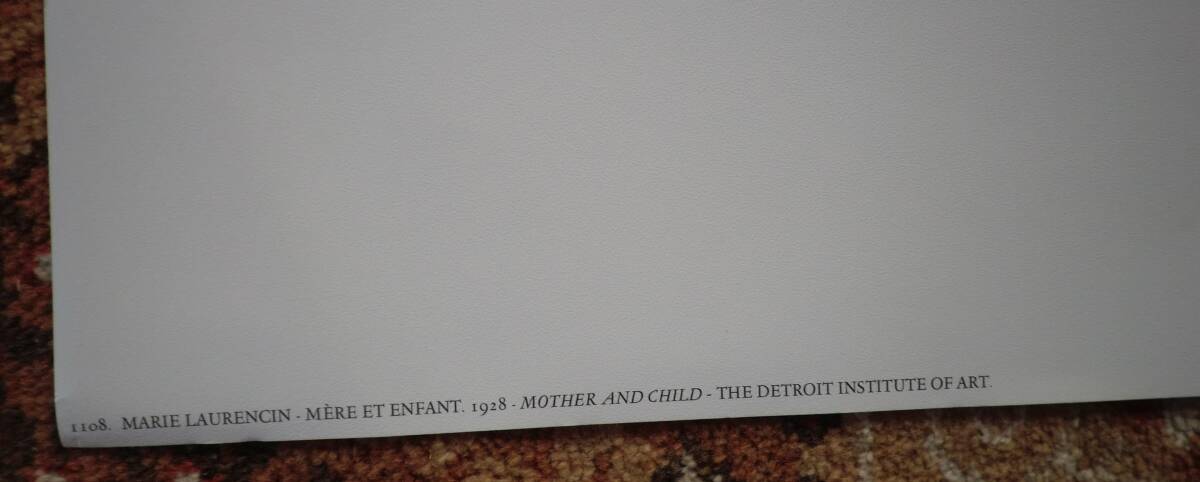 1108. MARIE LAURENCIN - MÈRE ET ENFANT. 1928 - MOTHER AND CHILD - THE DETROIT INSTITUTE OF ART.